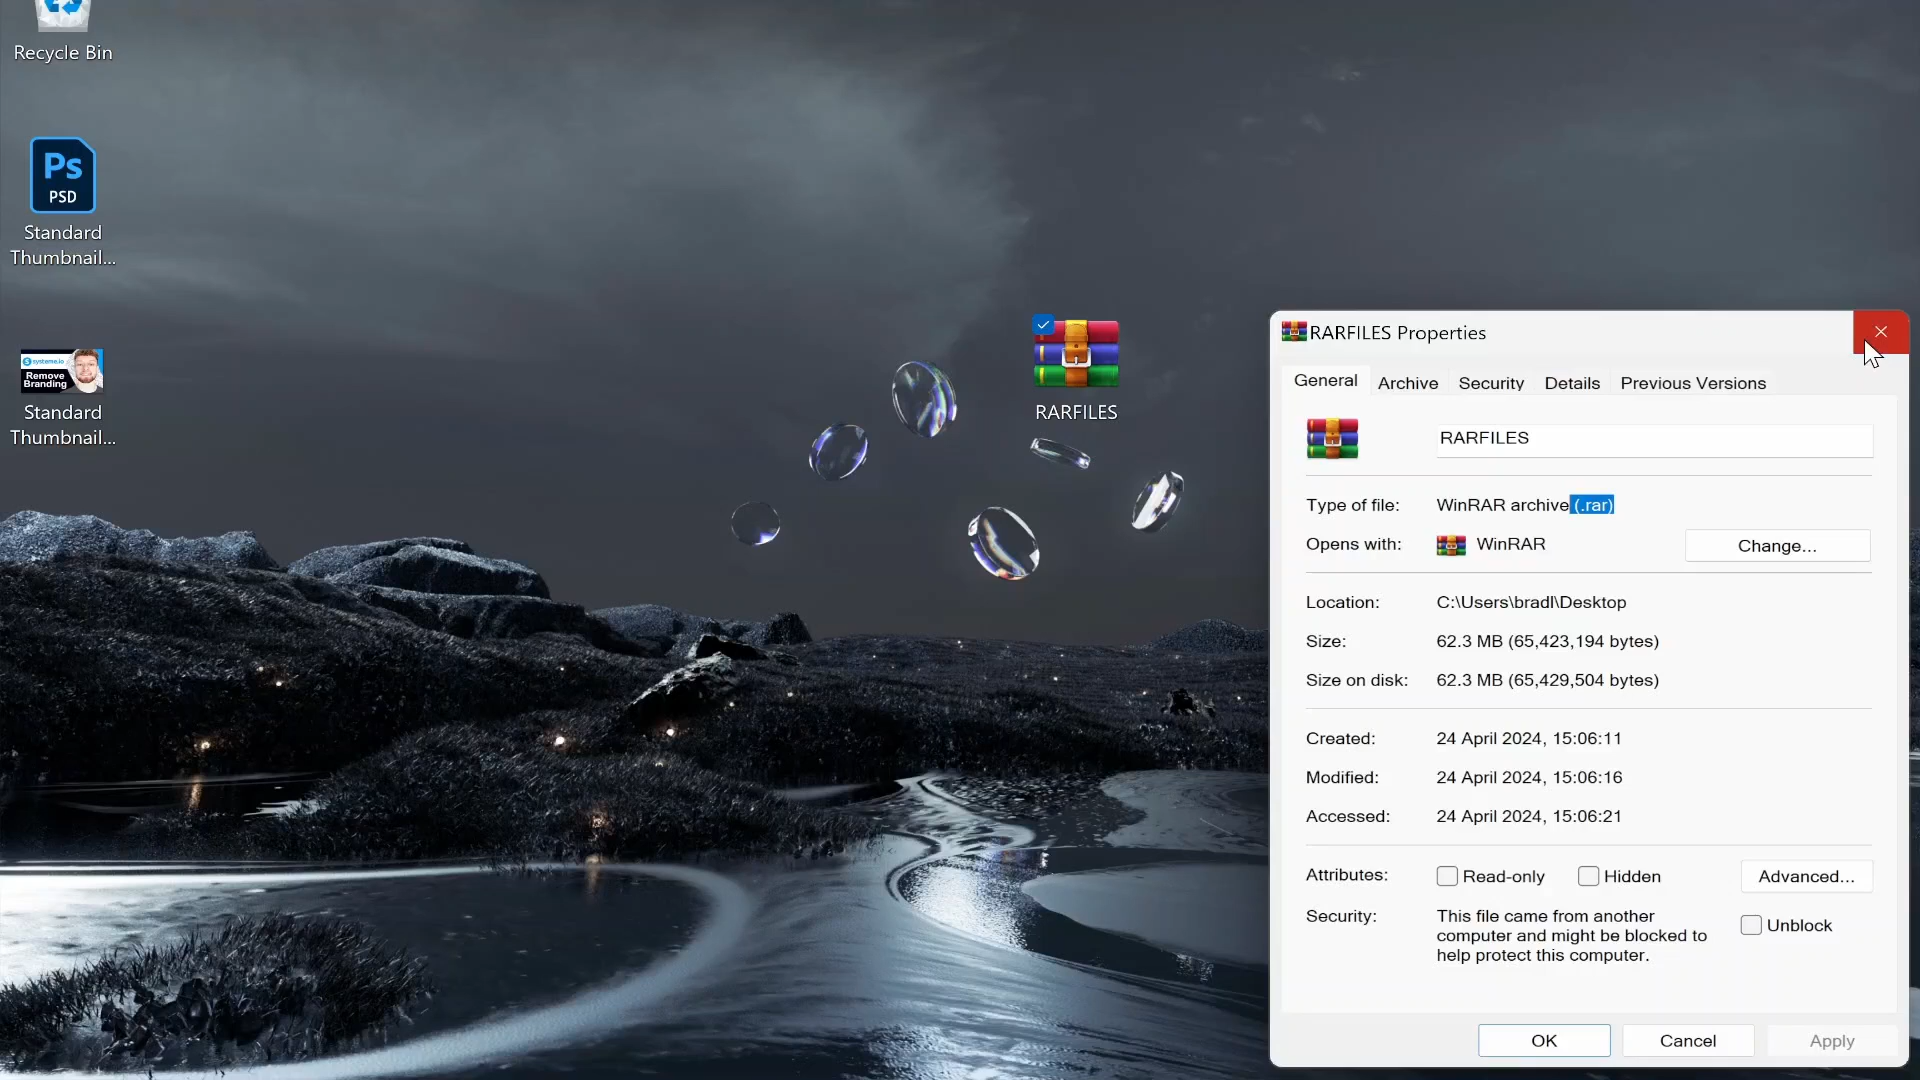 Recycle Bin
Ps
PSD
Standard
Thumbnail...
systeme.io
Remove
Branding
Standard
Thumbnail...
RARFILES
RARFILES Properties
General Archive Security Details Previous Versions
RARFILES
Type of file: WinRAR archive (.rar)
Opens with: WinRAR Change...
Location: C:\Users\bradl\Desktop
Size: 62.3 MB (65,423,194 bytes)
Size on disk: 62.3 MB (65,429,504 bytes)
Created: 24 April 2024, 15:06:11
Modified: 24 April 2024, 15:06:16
Accessed: 24 April 2024, 15:06:21
Attributes: Read-only Hidden Advanced...
Security: This file came from another
computer and might be blocked to
help protect this computer.
Unblock
OK Cancel Apply